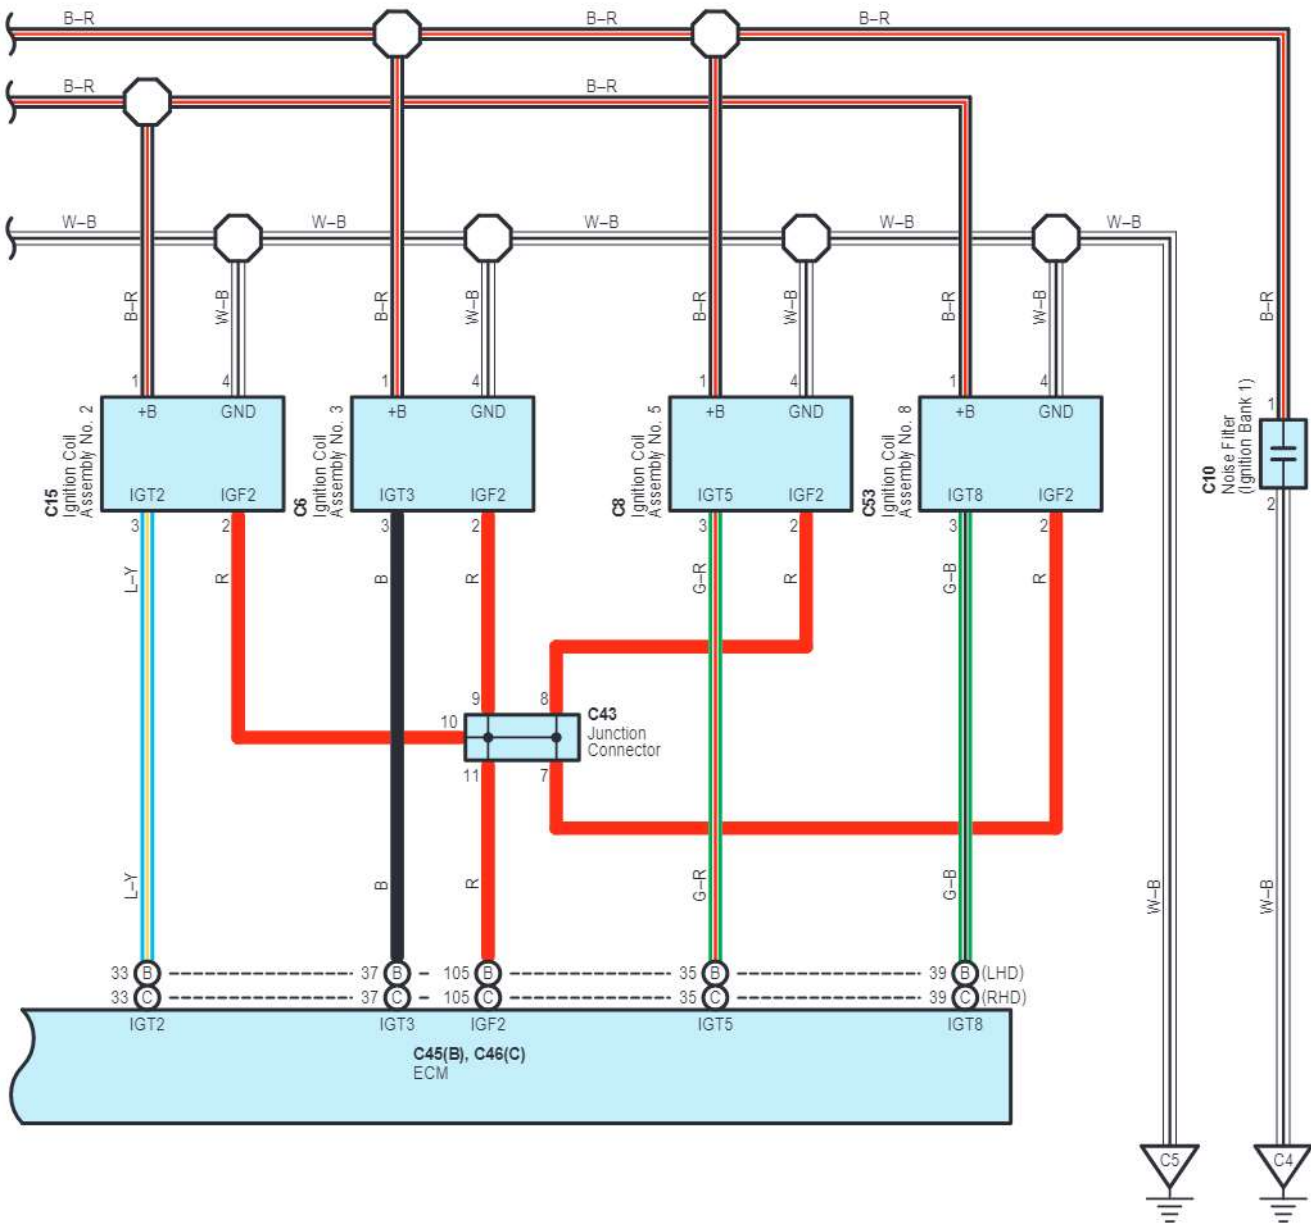 B–R B–R B–R
B–R B–R
W–B W–B W–B W–B W–B
B–R W–B B–R W–B B–R W–B B–R W–B B–R
1 4 1 4 1 4 1 4 1
+B GND +B GND +B GND +B GND
C15
Ignition Coil
Assembly No. 2
C6
Ignition Coil
Assembly No. 3
C8
Ignition Coil
Assembly No. 5
C53
Ignition Coil
Assembly No. 8
C10
Noise Filter
(Ignition Bank 1)
IGT2 IGF2 IGT3 IGF2 IGT5 IGF2 IGT8 IGF2
3 2 3 2 3 2 3 2 2
L–Y R B R G–R R G–B R
9 8
10
C43
Junction
Connector
11 7
L–Y B R G–R G–B W–B W–B
33 B 37 B 105 B 35 B 39 B (LHD)
33 C 37 C 105 C 35 C 39 C (RHD)
IGT2 IGT3 IGF2 IGT5 IGT8
C45(B), C46(C)
ECM
C5 C4